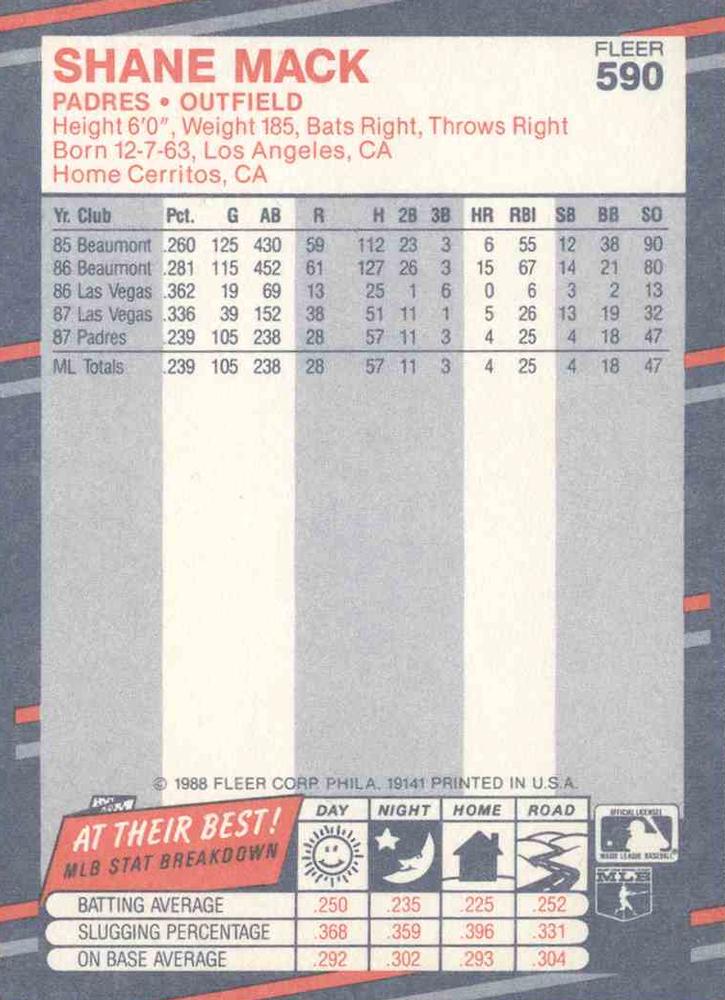 SHANE MACK
FLEER
590
PADRES • OUTFIELD
Height 6'0", Weight 185, Bats Right, Throws Right
Born 12-7-63, Los Angeles, CA
Home Cerritos, CA
Yr. Club Pct. G AB R H 2B 3B HR RBI SB BB SO
85 Beaumont .260 125 430 59 112 23 3 6 55 12 38 90
86 Beaumont .281 115 452 61 127 26 3 15 67 14 21 80
86 Las Vegas .362 19 69 13 25 1 6 0 6 3 2 13
87 Las Vegas .336 39 152 38 51 11 1 5 26 13 19 32
87 Padres .239 105 238 28 57 11 3 4 25 4 18 47
ML Totals .239 105 238 28 57 11 3 4 25 4 18 47
© 1988 FLEER CORP. PHILA. 19141 PRINTED IN U.S.A.
AT THEIR BEST!
MLB STAT BREAKDOWN
DAY NIGHT HOME ROAD
OFFICIAL LICENSEE
MAJOR LEAGUE BASEBALL
MLB
BATTING AVERAGE .250 .235 .225 .252
SLUGGING PERCENTAGE .368 .359 .396 .331
ON BASE AVERAGE .292 .302 .293 .304